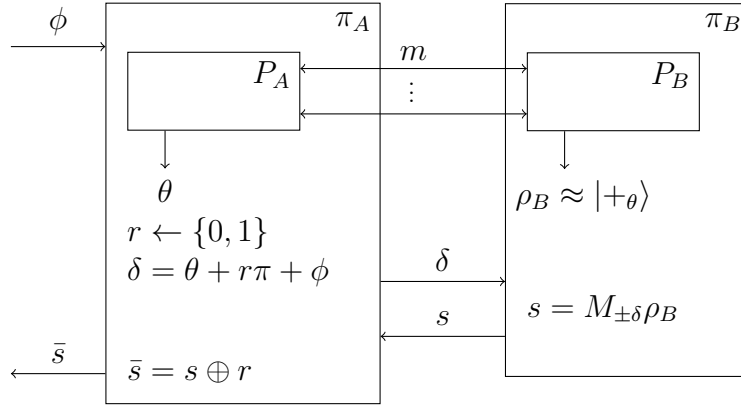 ϕ
π_A
π_B
P_A
m
⋮
P_B
θ
ρ_B ≈ |+_θ⟩
r ← {0, 1}
δ = θ + rπ + ϕ
δ
s = M_{±δ}ρ_B
s
s̄
s̄ = s ⊕ r